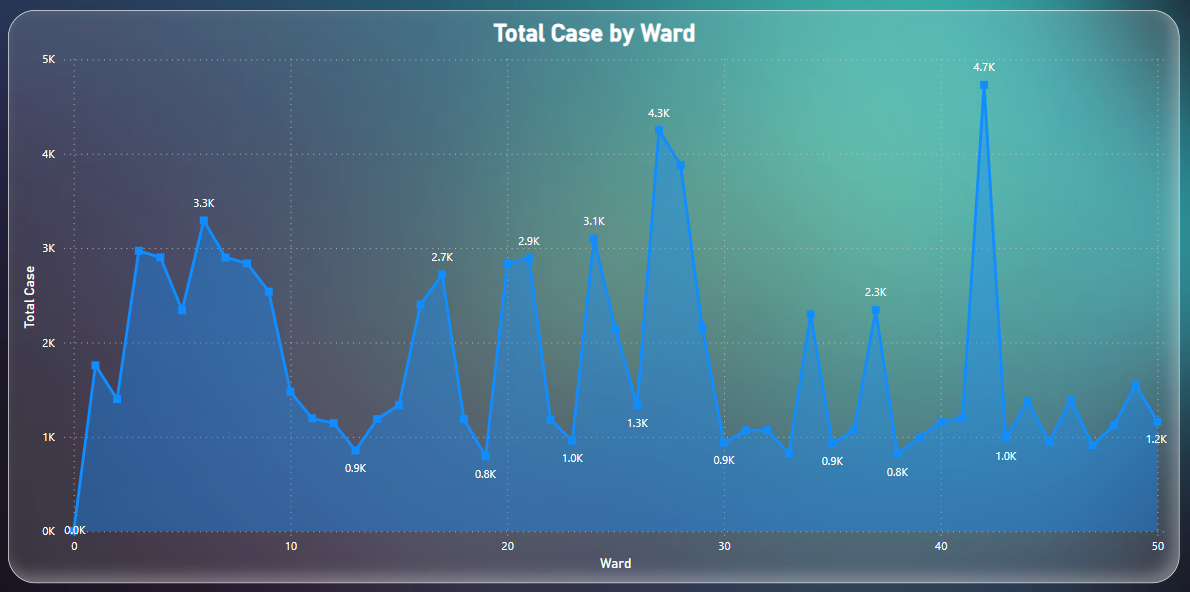 Total Case by Ward
5K
4K
3K
2K
1K
0K
Total Case
0.0K
3.3K
0.9K
2.7K
0.8K
2.9K
1.0K
3.1K
1.3K
4.3K
0.9K
0.9K
2.3K
0.8K
4.7K
1.0K
1.2K
0 10 20 30 40 50
Ward